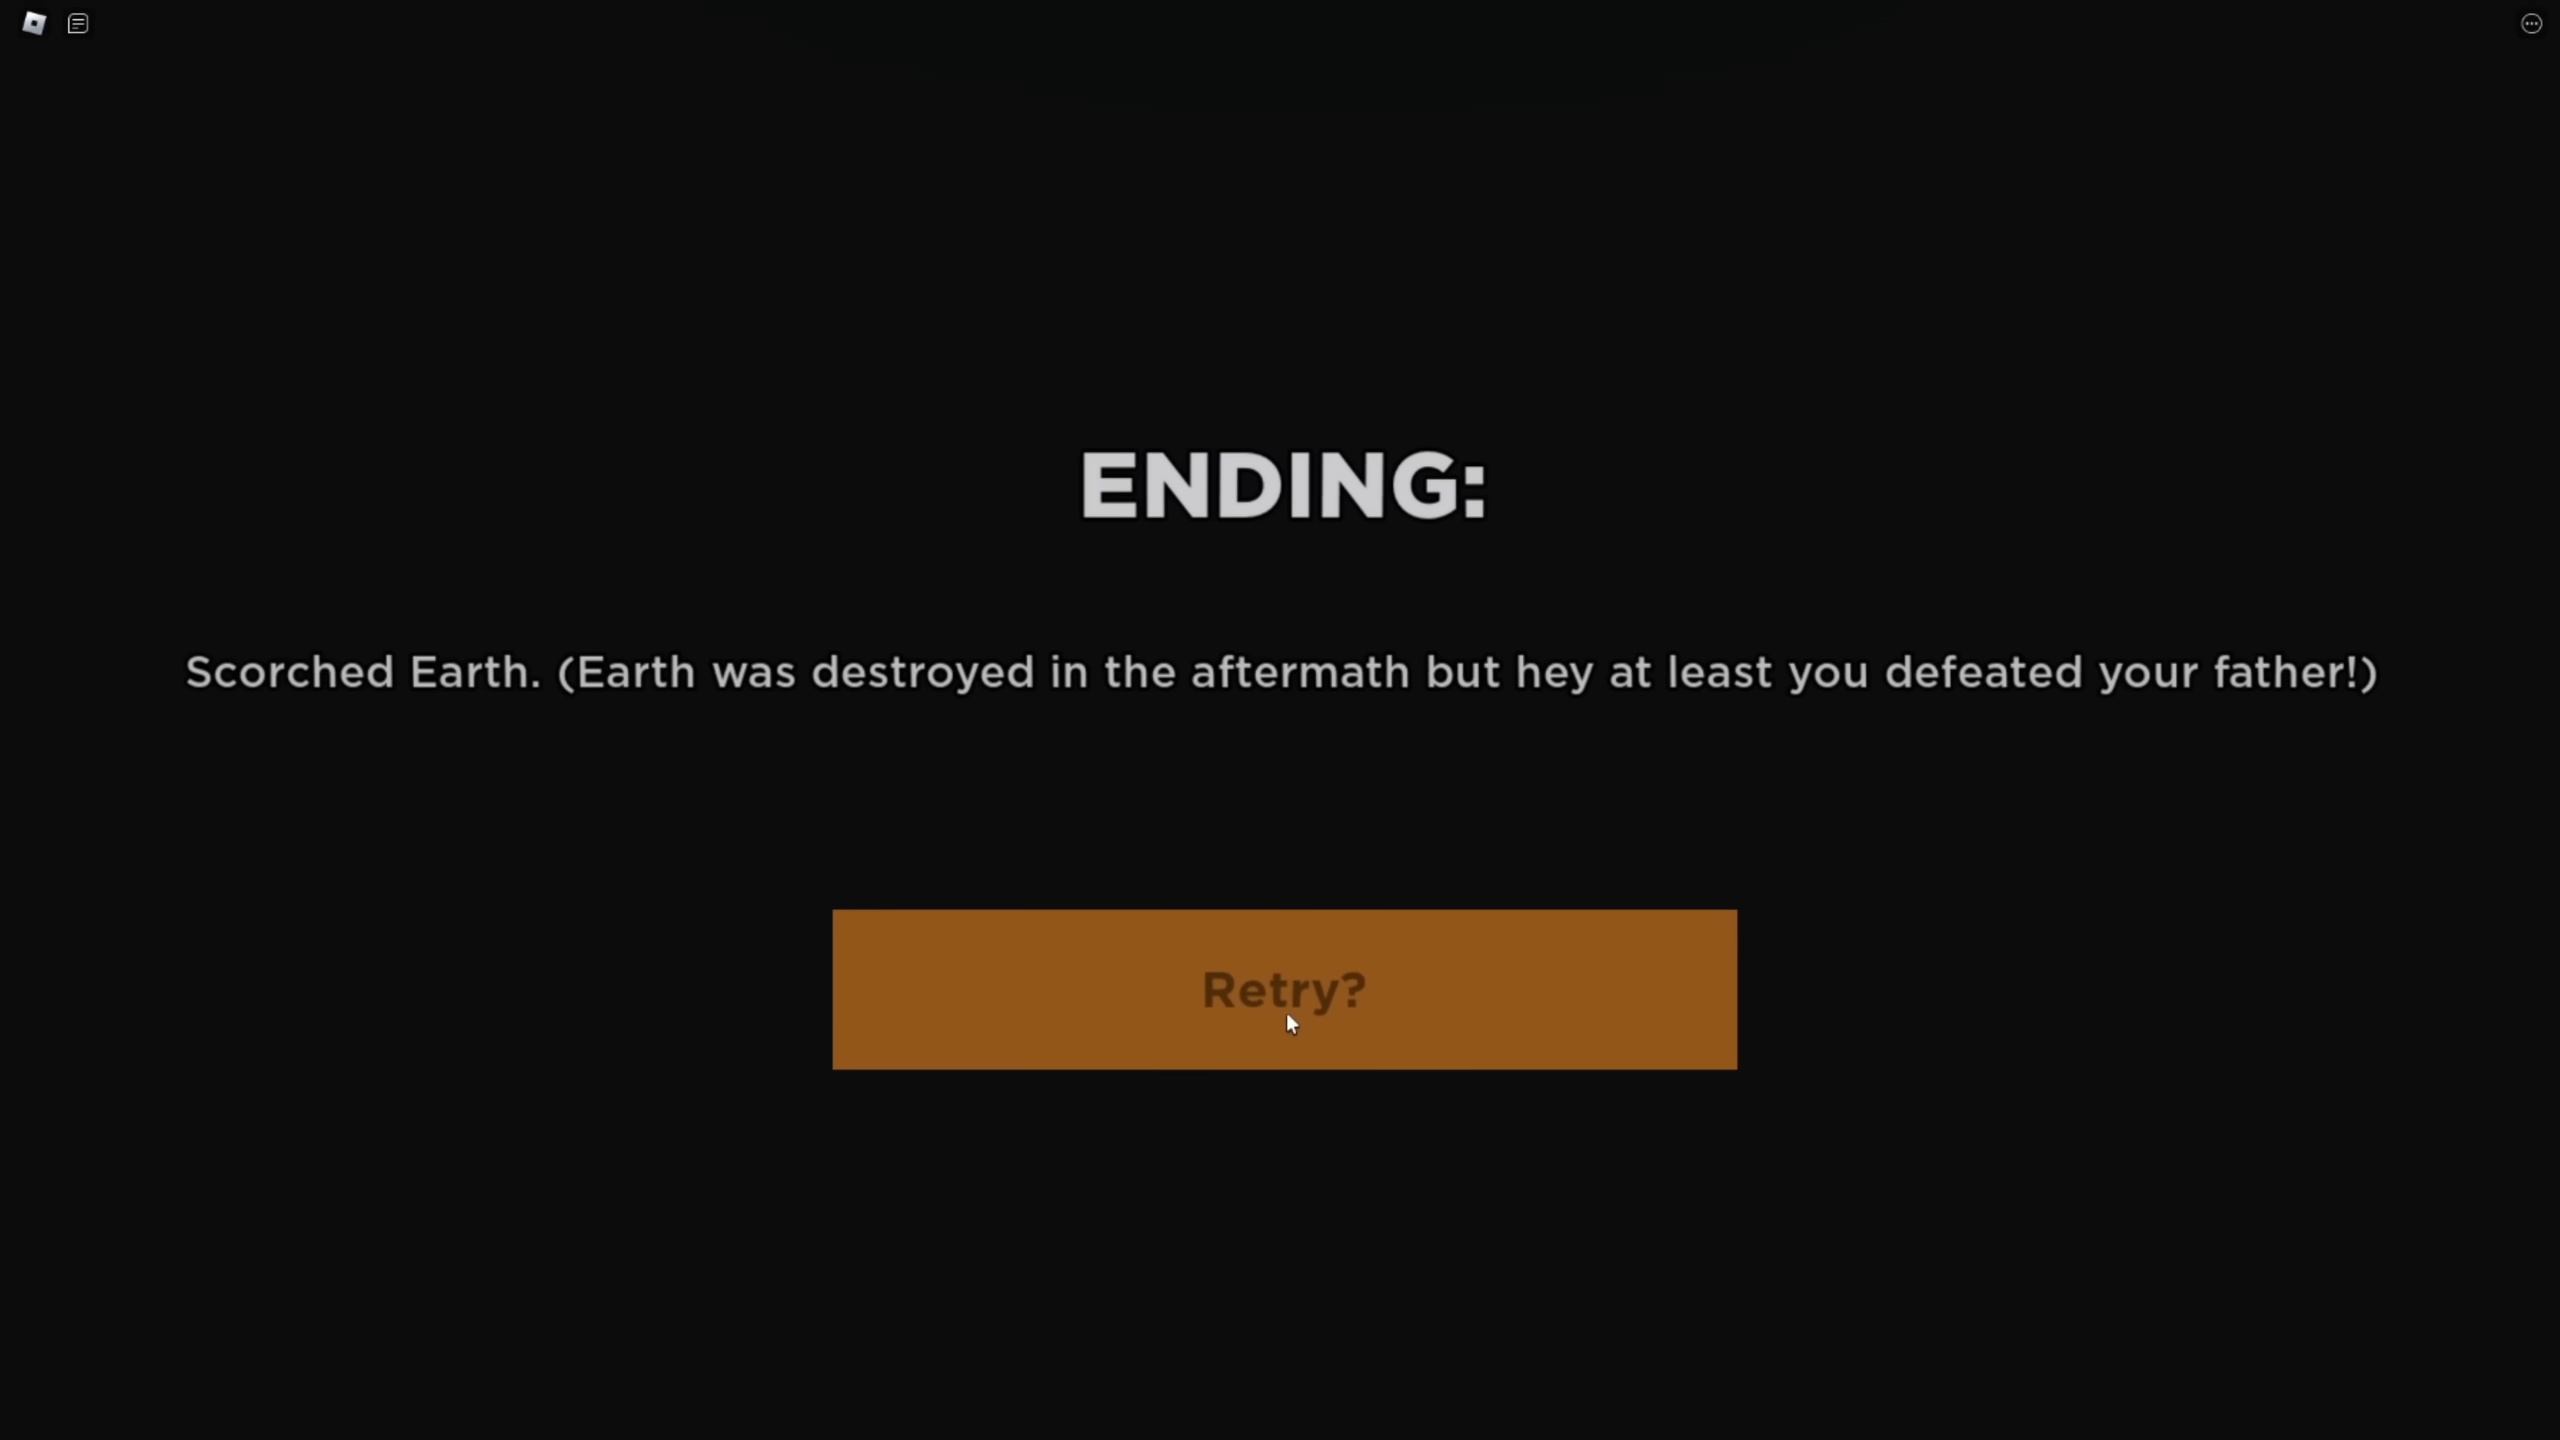 ENDING:
Scorched Earth. (Earth was destroyed in the aftermath but hey at least you defeated your father!)
Retry?